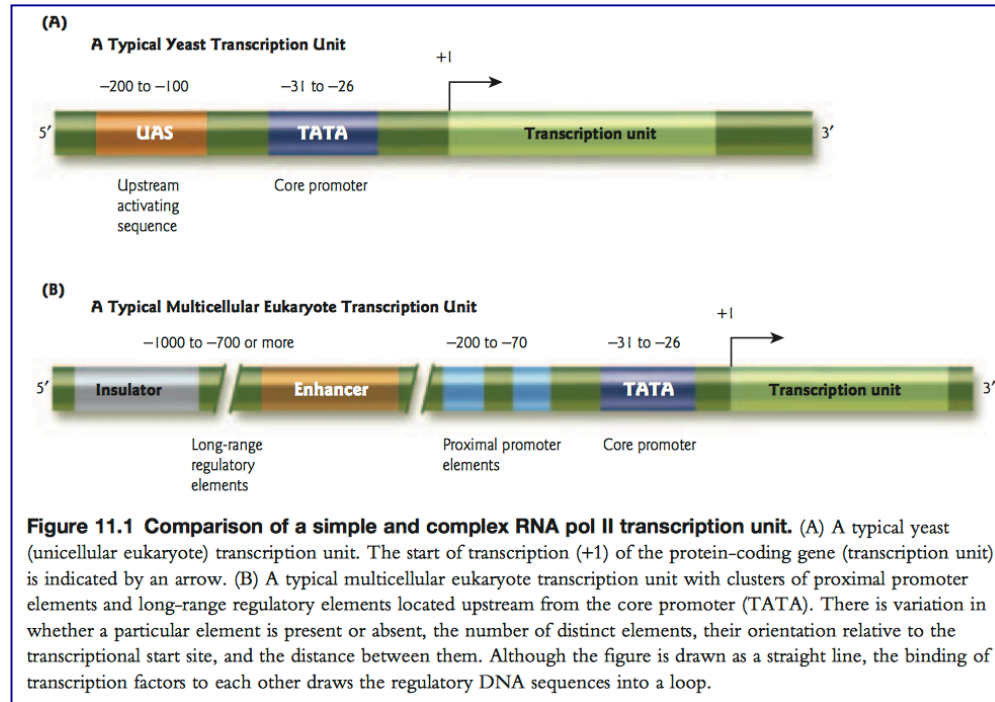 (A)
A Typical Yeast Transcription Unit
+1
−200 to −100 −31 to −26
5′ UAS TATA Transcription unit 3′
Upstream
activating
sequence
Core promoter
(B)
A Typical Multicellular Eukaryote Transcription Unit
+1
−1000 to −700 or more −200 to −70 −31 to −26
5′ Insulator Enhancer TATA Transcription unit 3′
Long-range
regulatory
elements
Proximal promoter
elements
Core promoter
Figure 11.1 Comparison of a simple and complex RNA pol II transcription unit. (A) A typical yeast
(unicellular eukaryote) transcription unit. The start of transcription (+1) of the protein-coding gene (transcription unit)
is indicated by an arrow. (B) A typical multicellular eukaryote transcription unit with clusters of proximal promoter
elements and long-range regulatory elements located upstream from the core promoter (TATA). There is variation in
whether a particular element is present or absent, the number of distinct elements, their orientation relative to the
transcriptional start site, and the distance between them. Although the figure is drawn as a straight line, the binding of
transcription factors to each other draws the regulatory DNA sequences into a loop.